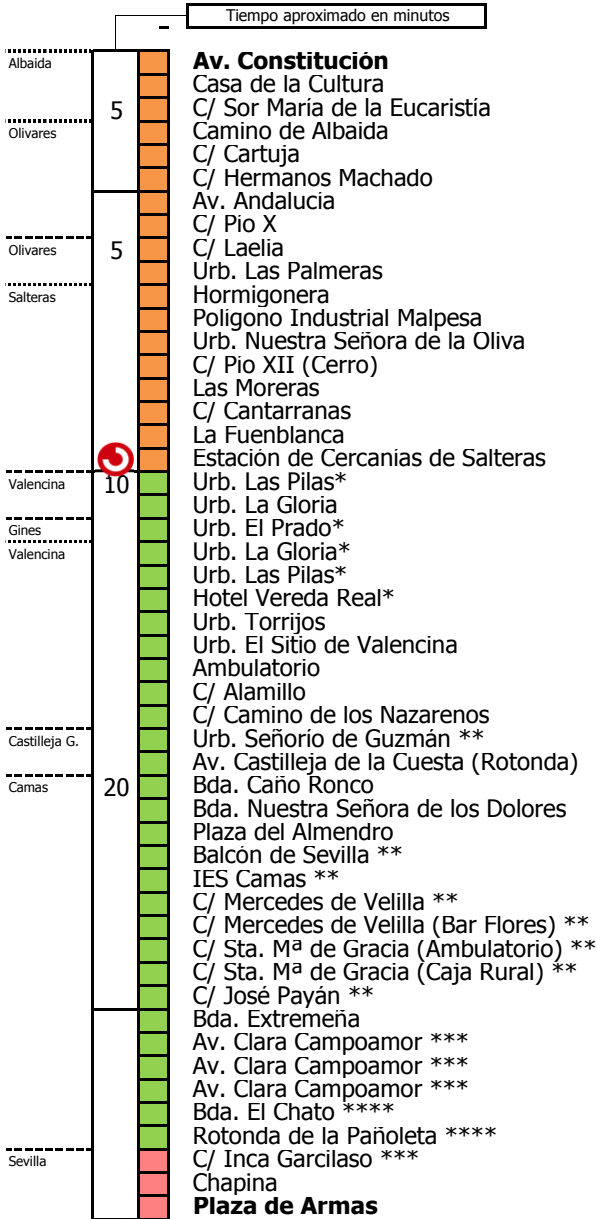 Tiempo aproximado en minutos
Albaida
Av. Constitución
Casa de la Cultura
5
C/ Sor María de la Eucaristía
Olivares
Camino de Albaida
C/ Cartuja
C/ Hermanos Machado
Av. Andalucia
C/ Pio X
Olivares
5
C/ Laelia
Urb. Las Palmeras
Salteras
Hormigonera
Poligono Industrial Malpesa
Urb. Nuestra Señora de la Oliva
C/ Pio XII (Cerro)
Las Moreras
C/ Cantarranas
La Fuenblanca
Estación de Cercanias de Salteras
Valencina
10
Urb. Las Pilas*
Urb. La Gloria
Gines
Urb. El Prado*
Valencina
Urb. La Gloria*
Urb. Las Pilas*
Hotel Vereda Real*
Urb. Torrijos
Urb. El Sitio de Valencina
Ambulatorio
C/ Alamillo
C/ Camino de los Nazarenos
Castilleja G.
Urb. Señorío de Guzmán **
Av. Castilleja de la Cuesta (Rotonda)
Camas
20
Bda. Caño Ronco
Bda. Nuestra Señora de los Dolores
Plaza del Almendro
Balcón de Sevilla **
IES Camas **
C/ Mercedes de Velilla **
C/ Mercedes de Velilla (Bar Flores) **
C/ Sta. Mª de Gracia (Ambulatorio) **
C/ Sta. Mª de Gracia (Caja Rural) **
C/ José Payán **
Bda. Extremeña
Av. Clara Campoamor ***
Av. Clara Campoamor ***
Av. Clara Campoamor ***
Bda. El Chato ****
Rotonda de la Pañoleta ****
Sevilla
C/ Inca Garcilaso ***
Chapina
Plaza de Armas